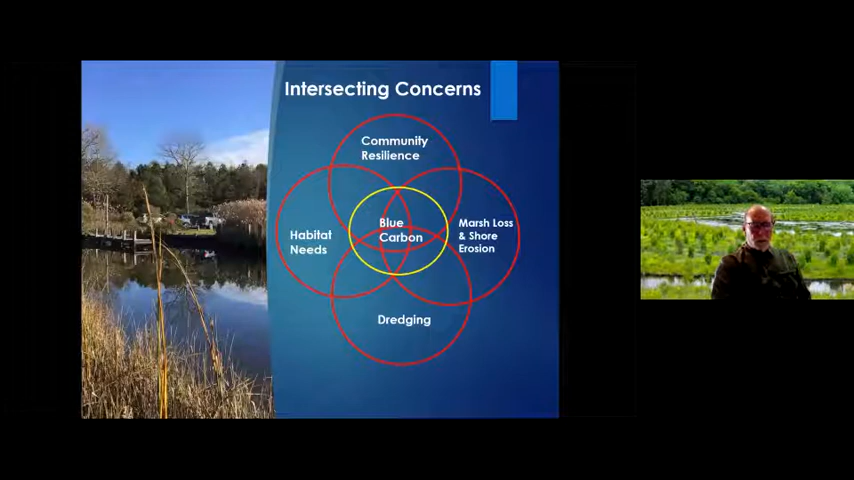 Intersecting Concerns
Community
Resilience
Habitat
Needs
Blue
Carbon
Marsh Loss
& Shore
Erosion
Dredging